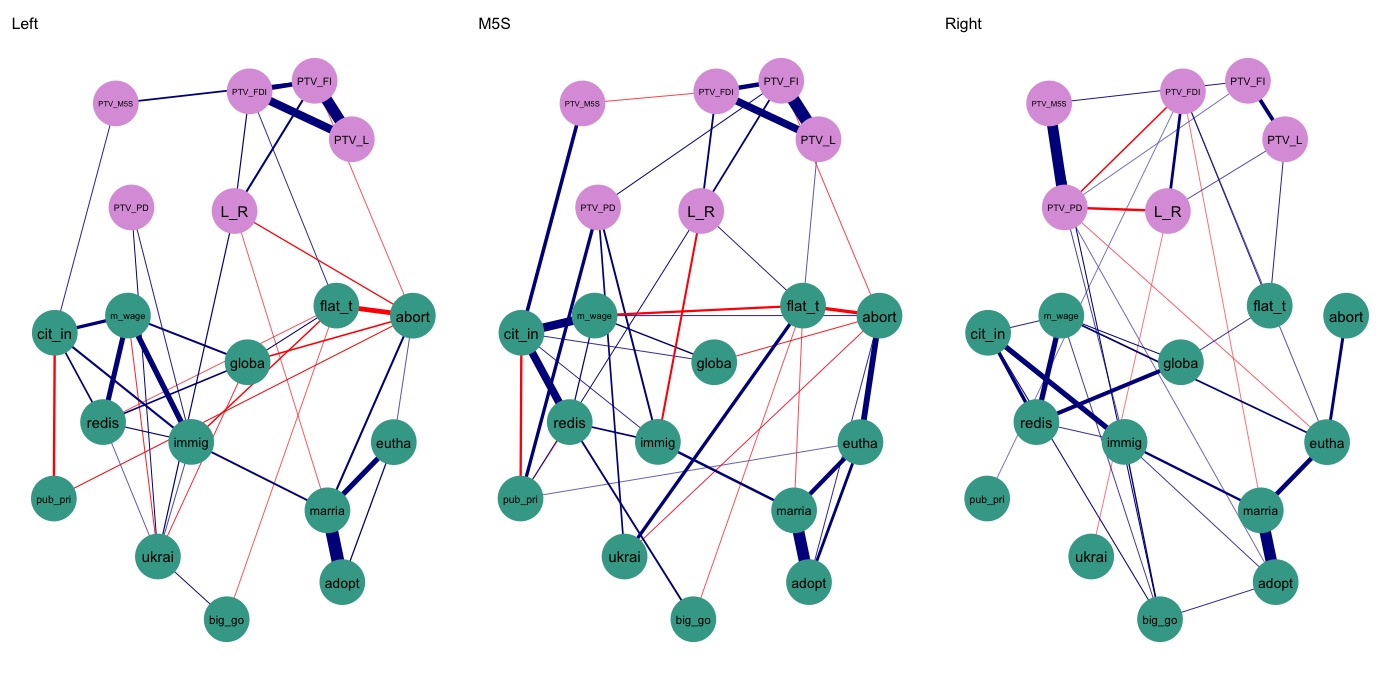 Left
PTV_M5S
PTV_FDI
PTV_FI
PTV_L
PTV_PD
L_R
cit_in
m_wage
flat_t
abort
globa
redis
immig
eutha
pub_pri
marria
ukrai
adopt
big_go
M5S
PTV_M5S
PTV_FDI
PTV_FI
PTV_L
PTV_PD
L_R
cit_in
m_wage
flat_t
abort
globa
redis
immig
eutha
pub_pri
marria
ukrai
adopt
big_go
Right
PTV_M5S
PTV_FDI
PTV_FI
PTV_L
PTV_PD
L_R
cit_in
m_wage
flat_t
abort
globa
redis
immig
eutha
pub_pri
marria
ukrai
adopt
big_go